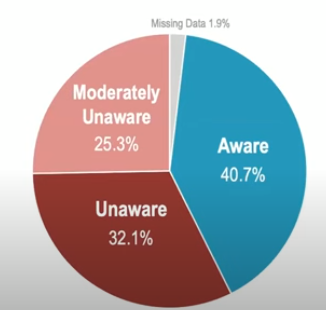 Missing Data 1.9%
Moderately
Unaware
25.3%
Aware
40.7%
Unaware
32.1%